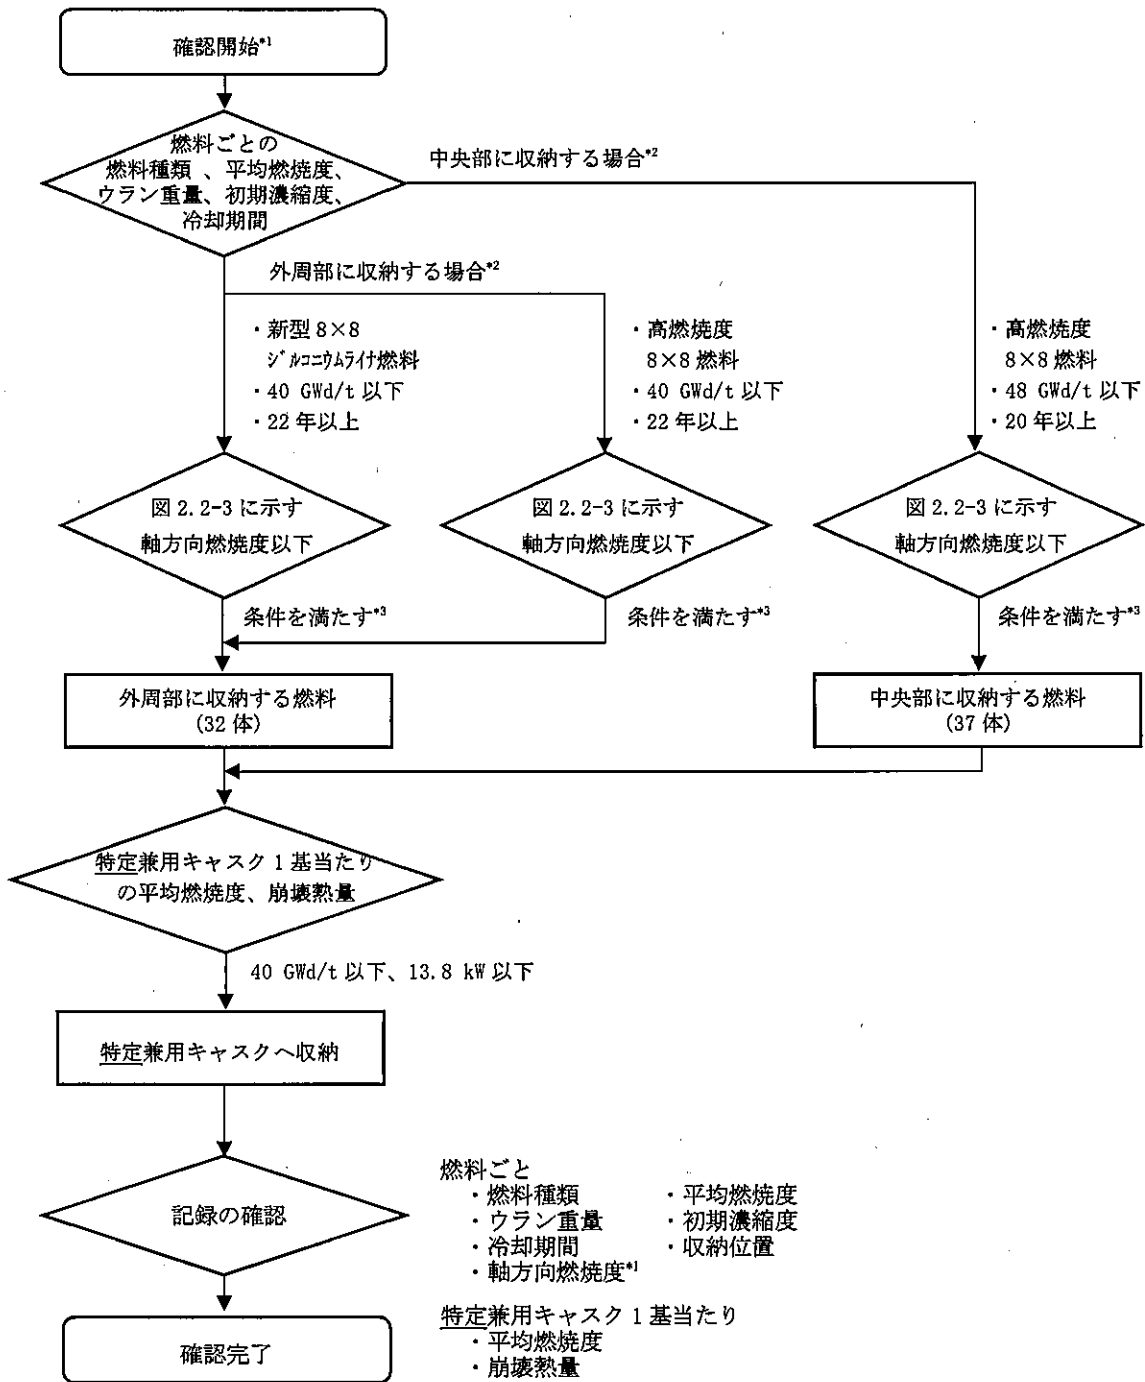 確認開始*1
燃料ごとの
燃料種類 、平均燃焼度、
ウラン重量、初期濃縮度、
冷却期間
中央部に収納する場合*2
外周部に収納する場合*2
・新型 8×8
ジルコニウムライナ燃料
・40 GWd/t 以下
・22 年以上
・高燃焼度
8×8 燃料
・40 GWd/t 以下
・22 年以上
・高燃焼度
8×8 燃料
・48 GWd/t 以下
・20 年以上
図 2.2-3 に示す
軸方向燃焼度以下
図 2.2-3 に示す
軸方向燃焼度以下
図 2.2-3 に示す
軸方向燃焼度以下
条件を満たす*3
条件を満たす*3
条件を満たす*3
外周部に収納する燃料
(32 体)
中央部に収納する燃料
(37 体)
特定兼用キャスク 1 基当たり
の平均燃焼度、崩壊熱量
40 GWd/t 以下、13.8 kW 以下
特定兼用キャスクへ収納
記録の確認
燃料ごと
・燃料種類 ・平均燃焼度
・ウラン重量 ・初期濃縮度
・冷却期間 ・収納位置
・軸方向燃焼度*1
特定兼用キャスク 1 基当たり
・平均燃焼度
・崩壊熱量
確認完了